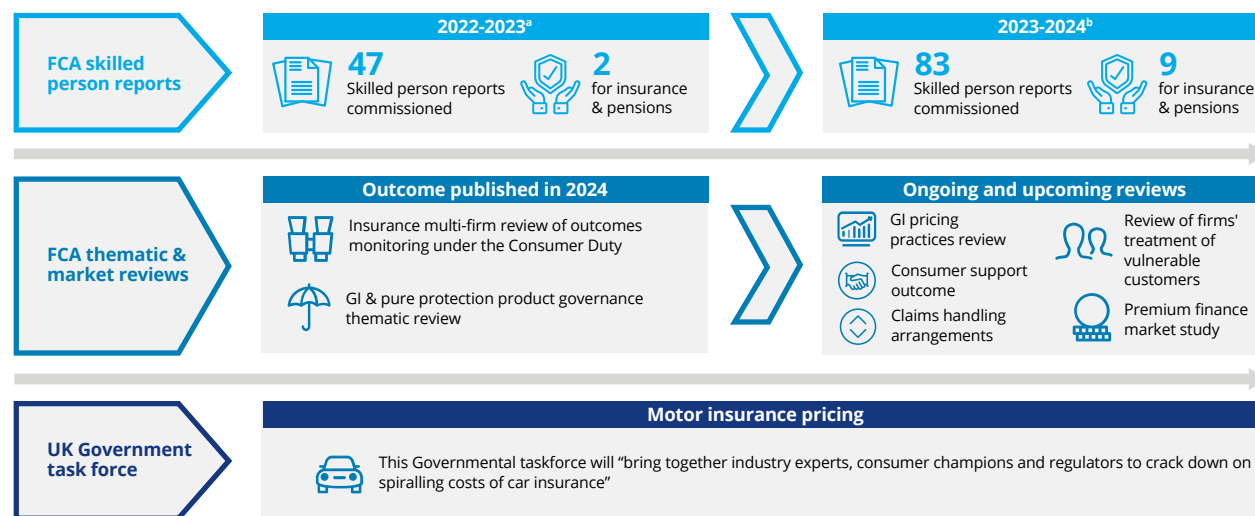 FCA skilled
person reports
2022-2023ᵃ
47
Skilled person reports
commissioned
2
for insurance
& pensions
2023-2024ᵇ
83
Skilled person reports
commissioned
9
for insurance
& pensions
FCA thematic &
market reviews
Outcome published in 2024
Insurance multi-firm review of outcomes
monitoring under the Consumer Duty
GI & pure protection product governance
thematic review
Ongoing and upcoming reviews
GI pricing
practices review
Consumer support
outcome
Claims handling
arrangements
Review of firms'
treatment of
vulnerable
customers
Premium finance
market study
UK Government
task force
Motor insurance pricing
This Governmental taskforce will “bring together industry experts, consumer champions and regulators to crack down on
spiralling costs of car insurance”